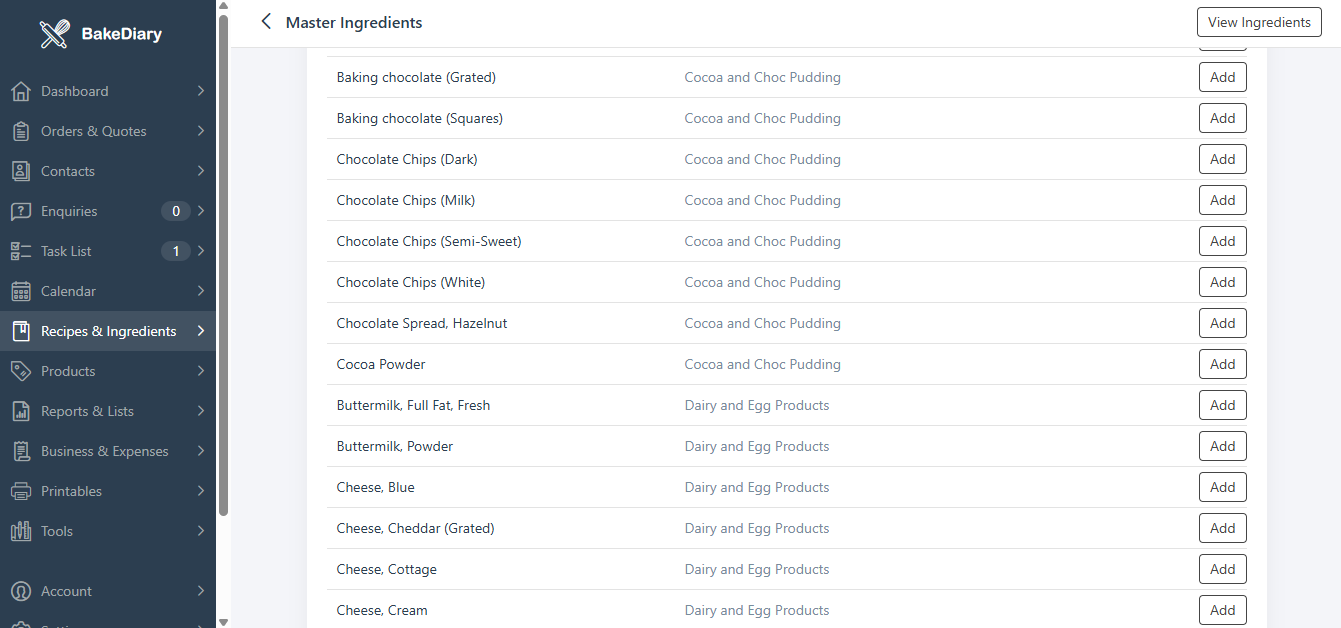 BakeDiary
Dashboard
Orders & Quotes
Contacts
Enquiries 0
Task List 1
Calendar
Recipes & Ingredients
Products
Reports & Lists
Business & Expenses
Printables
Tools
Account
Master Ingredients
View Ingredients
Baking chocolate (Grated) Cocoa and Choc Pudding Add
Baking chocolate (Squares) Cocoa and Choc Pudding Add
Chocolate Chips (Dark) Cocoa and Choc Pudding Add
Chocolate Chips (Milk) Cocoa and Choc Pudding Add
Chocolate Chips (Semi-Sweet) Cocoa and Choc Pudding Add
Chocolate Chips (White) Cocoa and Choc Pudding Add
Chocolate Spread, Hazelnut Cocoa and Choc Pudding Add
Cocoa Powder Cocoa and Choc Pudding Add
Buttermilk, Full Fat, Fresh Dairy and Egg Products Add
Buttermilk, Powder Dairy and Egg Products Add
Cheese, Blue Dairy and Egg Products Add
Cheese, Cheddar (Grated) Dairy and Egg Products Add
Cheese, Cottage Dairy and Egg Products Add
Cheese, Cream Dairy and Egg Products Add